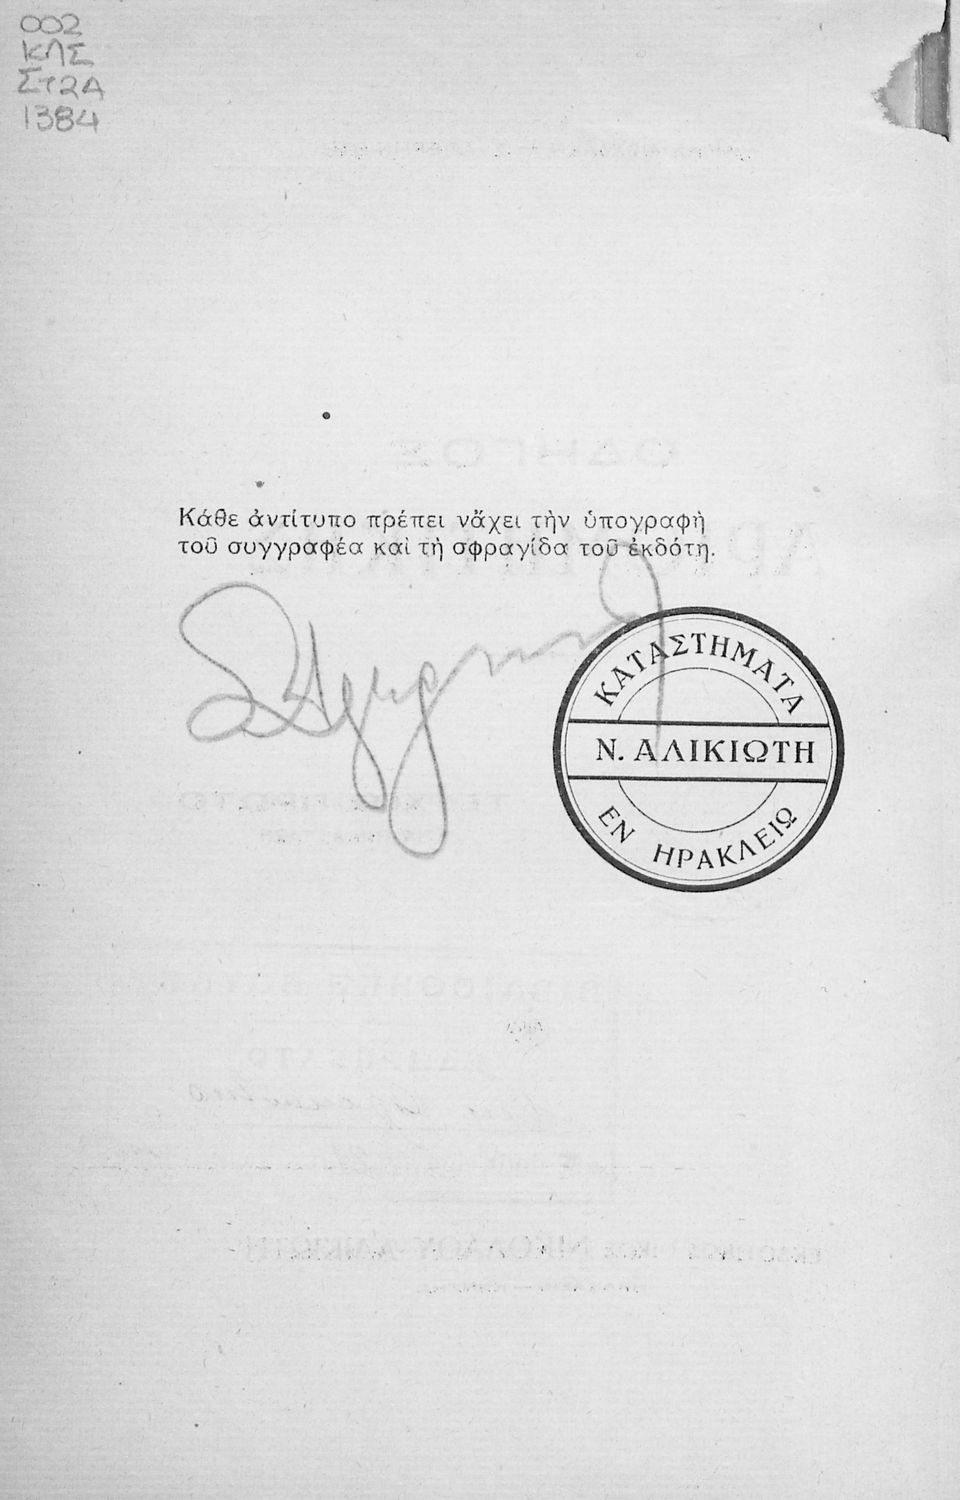 002
ΚΛΣ
ΣΤ2Α
1384
Κάθε ἀντίτυπο πρέπει νἄχει τὴν ὑπογραφὴ
τοῦ συγγραφέα καὶ τὴ σφραγίδα τοῦ ἐκδότη.
ΚΑΤΑΣΤΗΜΑΤΑ
Ν. ΑΛΙΚΙΩΤΗ
ΕΝ ΗΡΑΚΛΕΙΩ